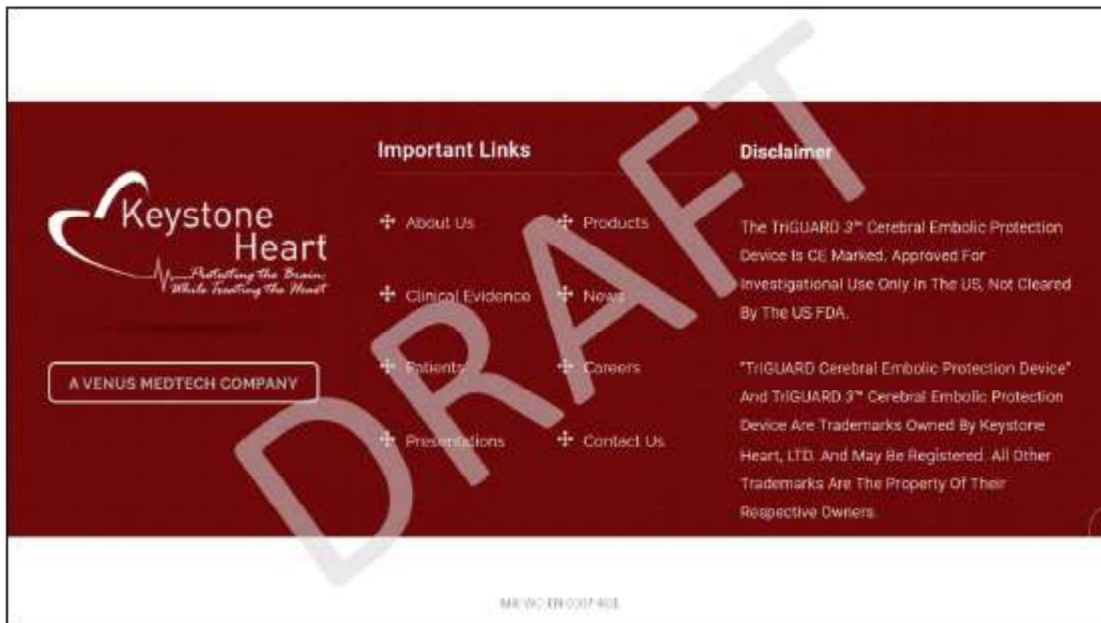 Keystone
Heart
Protecting the Brain,
While Treating the Heart
A VENUS MEDTECH COMPANY
Important Links
About Us
Products
Clinical Evidence
News
Patients
Careers
Presentations
Contact Us
Disclaimer
The TriGUARD 3™ Cerebral Embolic Protection
Device Is CE Marked. Approved For
Investigational Use Only In The US, Not Cleared
By The US FDA.
"TriGUARD Cerebral Embolic Protection Device"
And TriGUARD 3™ Cerebral Embolic Protection
Device Are Trademarks Owned By Keystone
Heart, LTD. And May Be Registered. All Other
Trademarks Are The Property Of Their
Respective Owners.
DRAFT